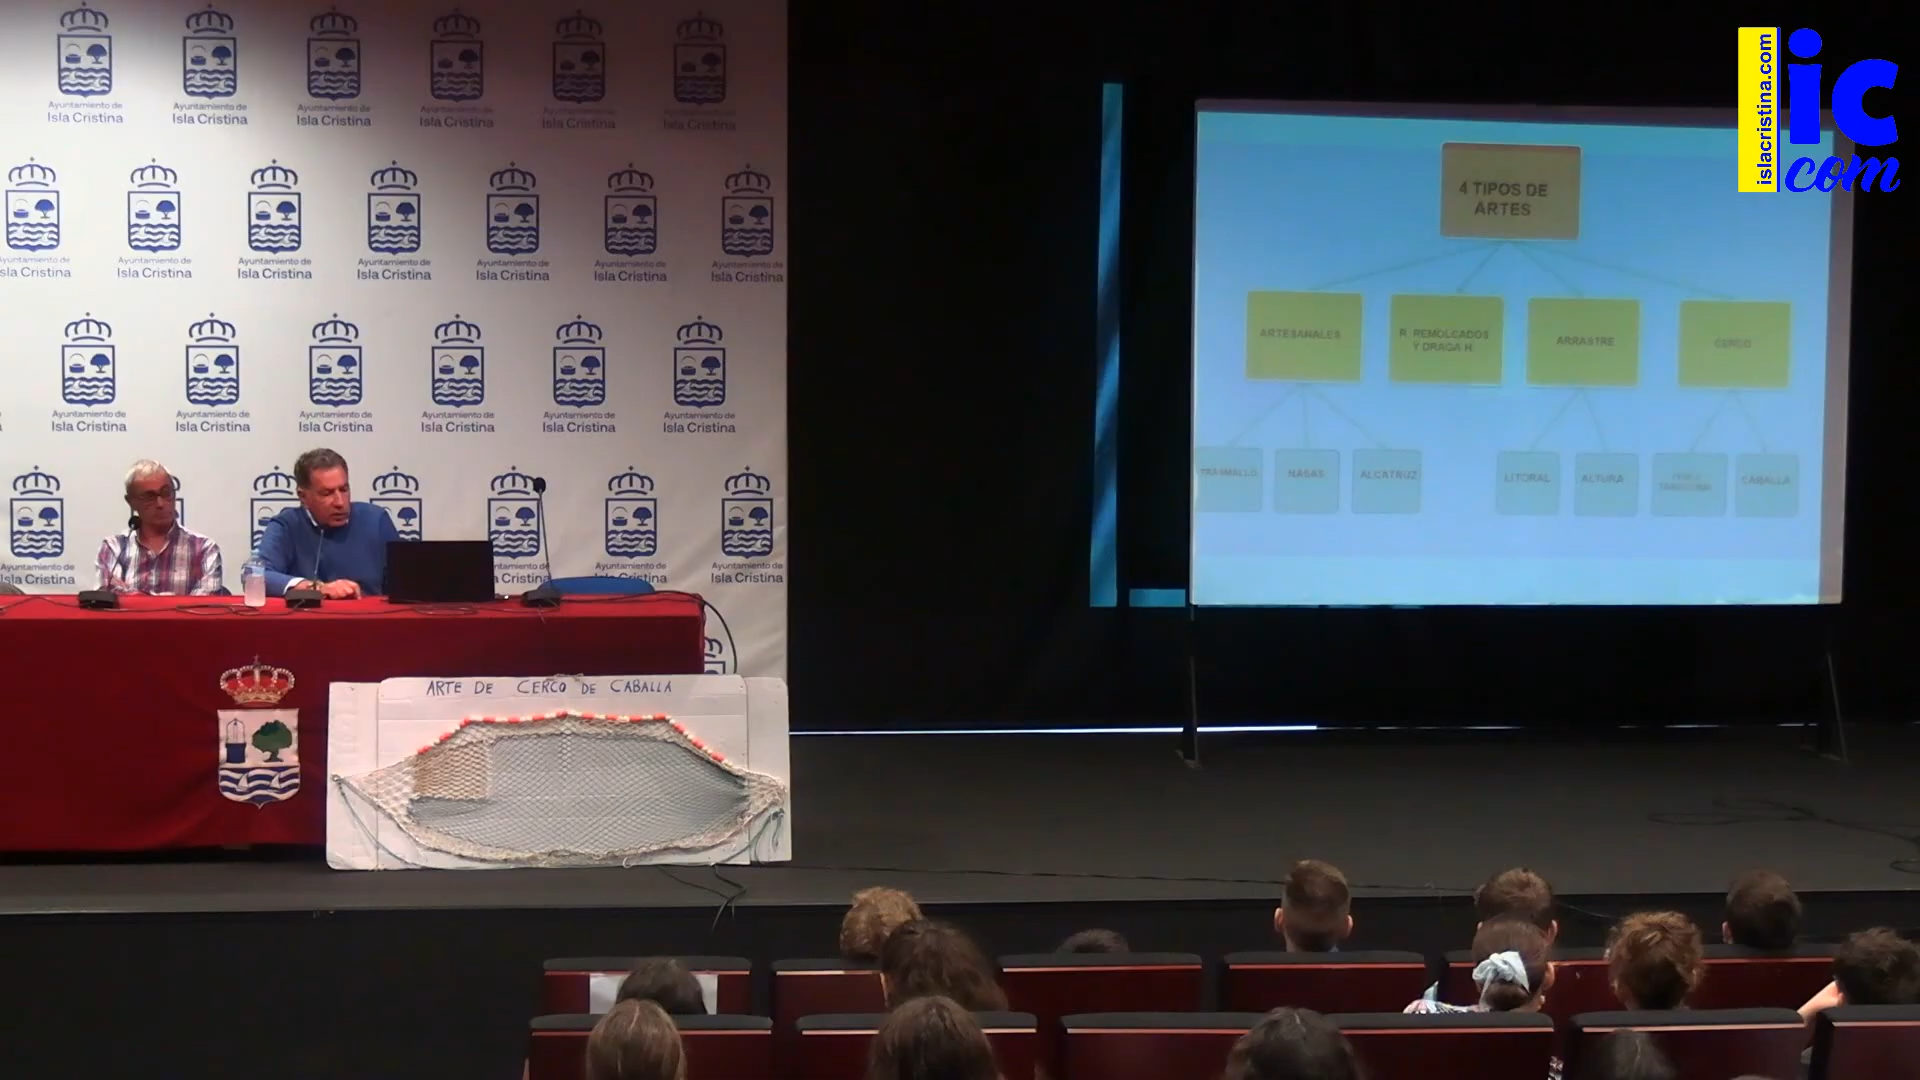 Ayuntamiento de
Isla Cristina
islacristina.com
ic
com
4 TIPOS DE
ARTES
ARTESANALES
R. REMOLCADOS
Y DRAGA H.
ARRASTRE
CERCO
TRASMALLO
NASAS
ALCATRUZ
LITORAL
ALTURA
CABALLA
ARTE DE CERCO DE CABALLA